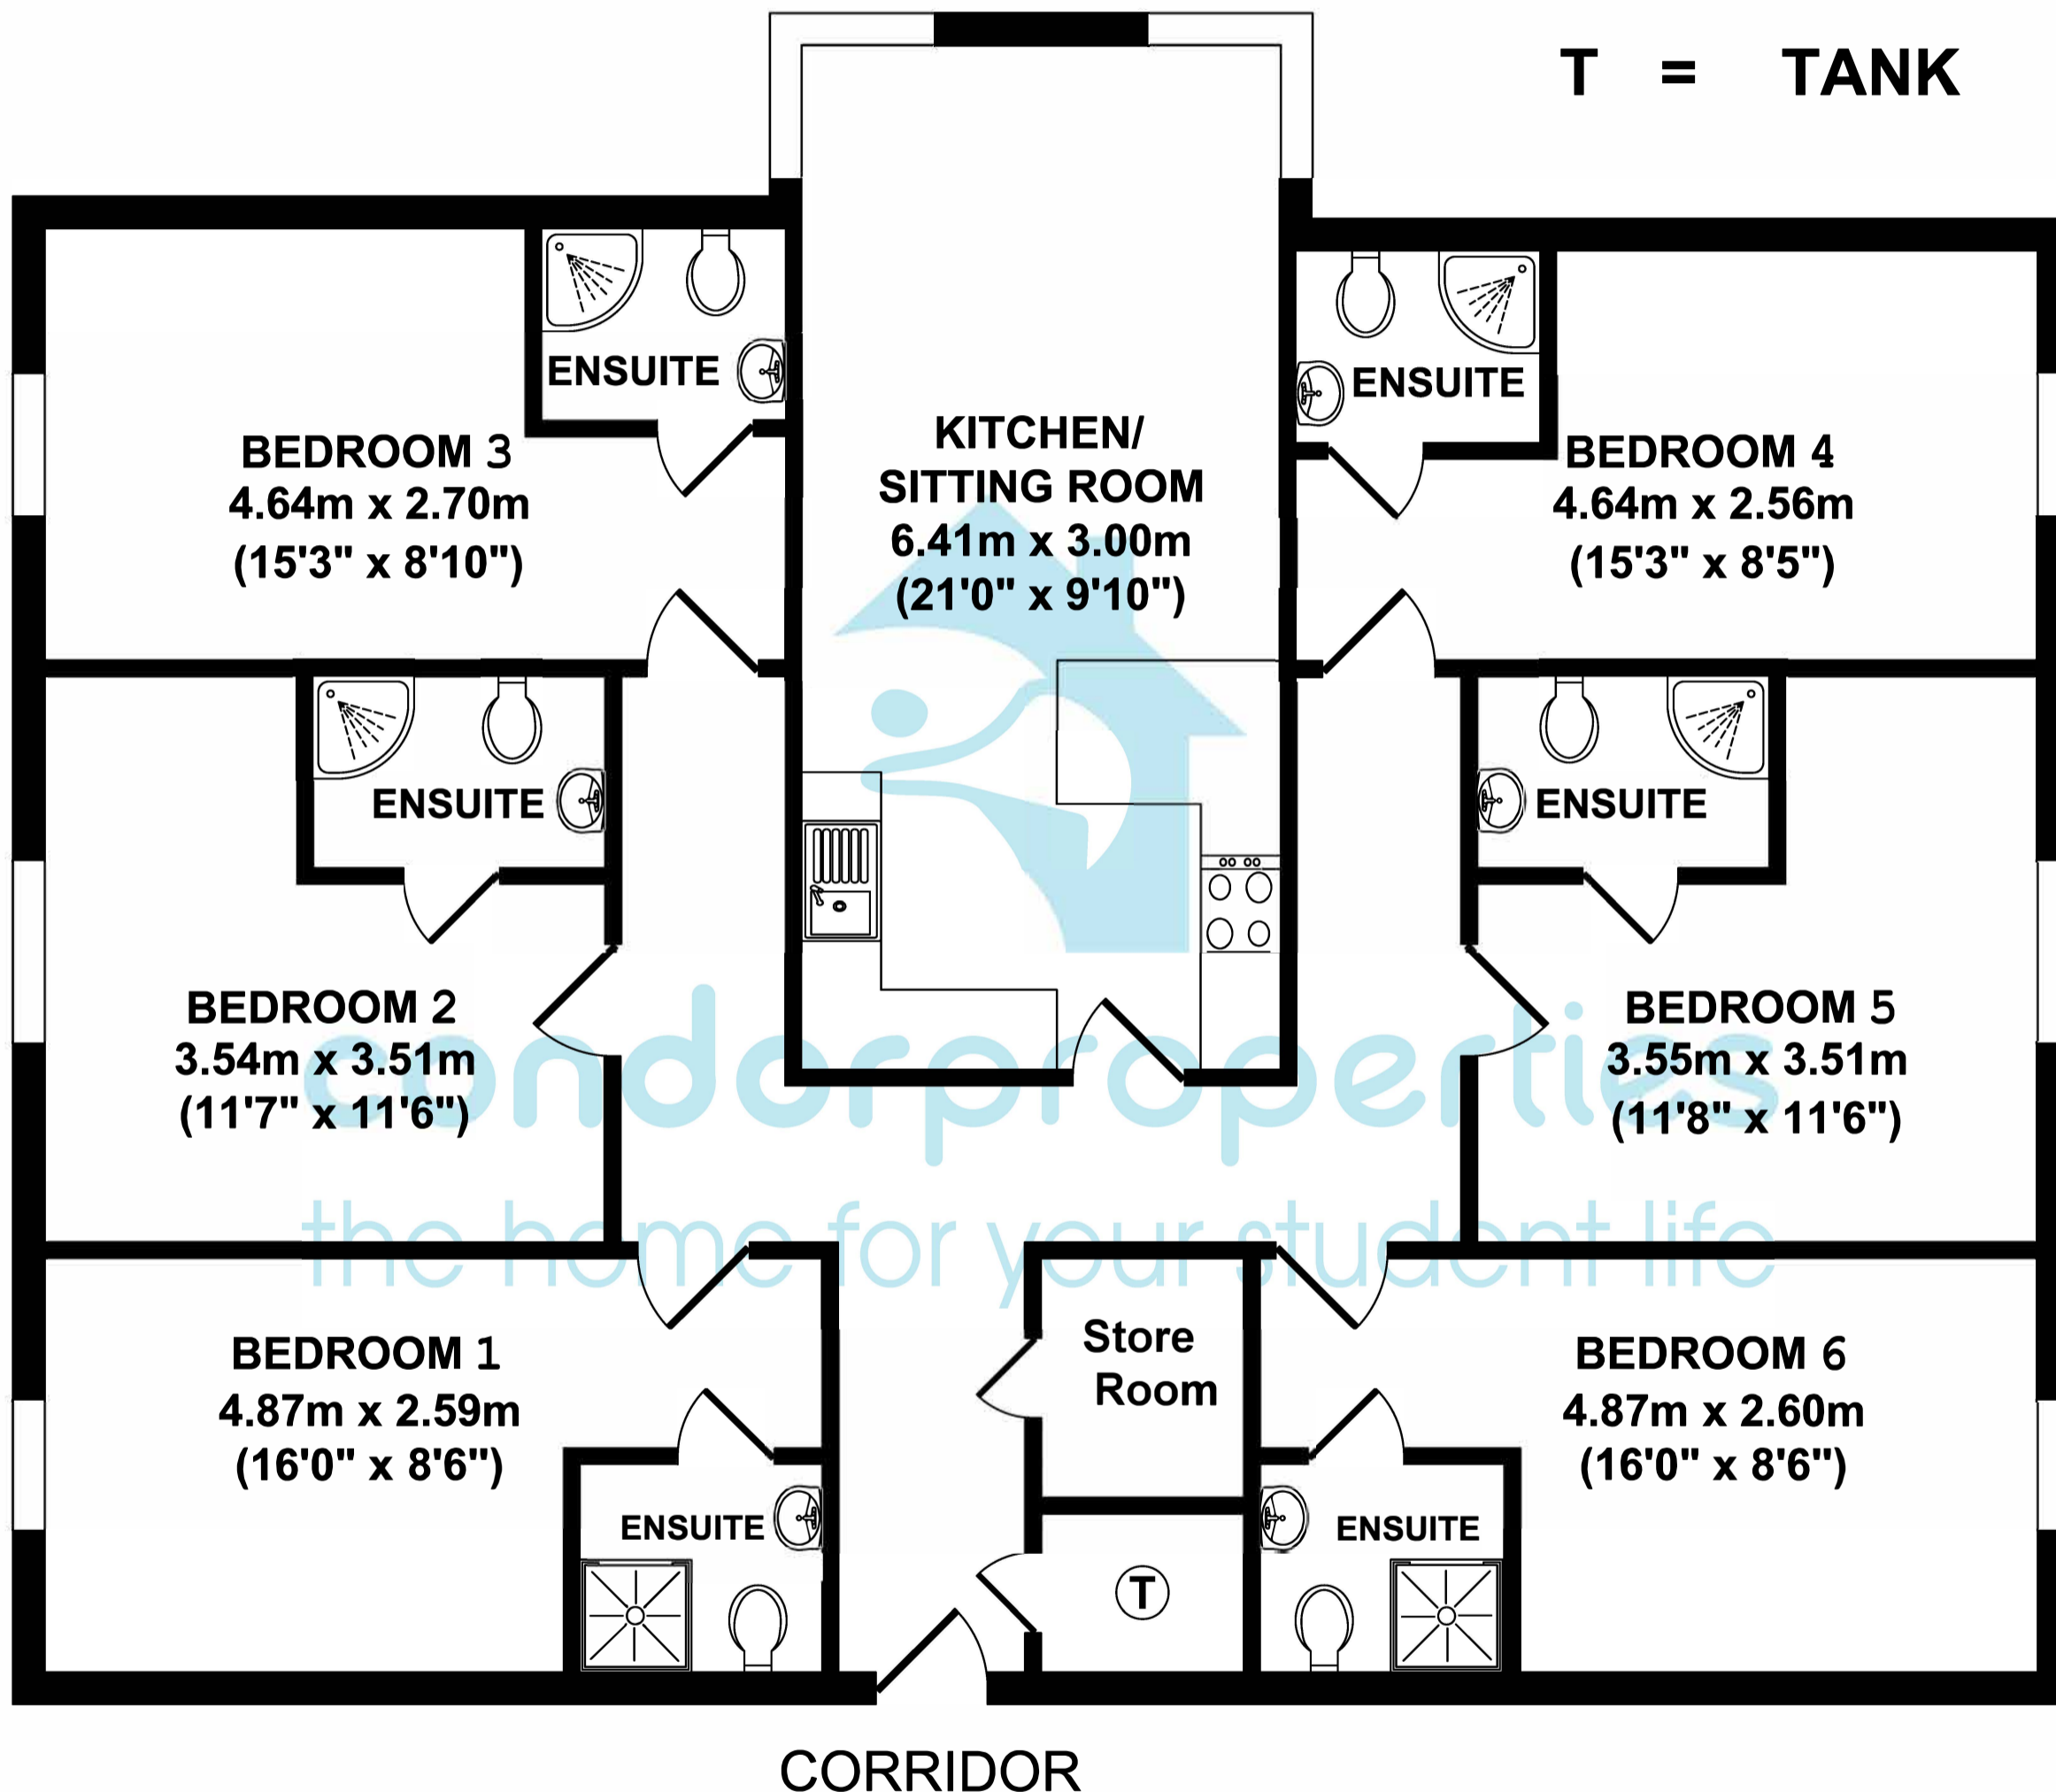 T = TANK
ENSUITE
BEDROOM 3
4.64m x 2.70m
(15'3" x 8'10")
KITCHEN/
SITTING ROOM
6.41m x 3.00m
(21'0" x 9'10")
ENSUITE
BEDROOM 4
4.64m x 2.56m
(15'3" x 8'5")
ENSUITE
BEDROOM 2
3.54m x 3.51m
(11'7" x 11'6")
ENSUITE
BEDROOM 5
3.55m x 3.51m
(11'8" x 11'6")
condorproperties
the home for your student life
BEDROOM 1
4.87m x 2.59m
(16'0" x 8'6")
ENSUITE
Store
Room
T
BEDROOM 6
4.87m x 2.60m
(16'0" x 8'6")
ENSUITE
CORRIDOR